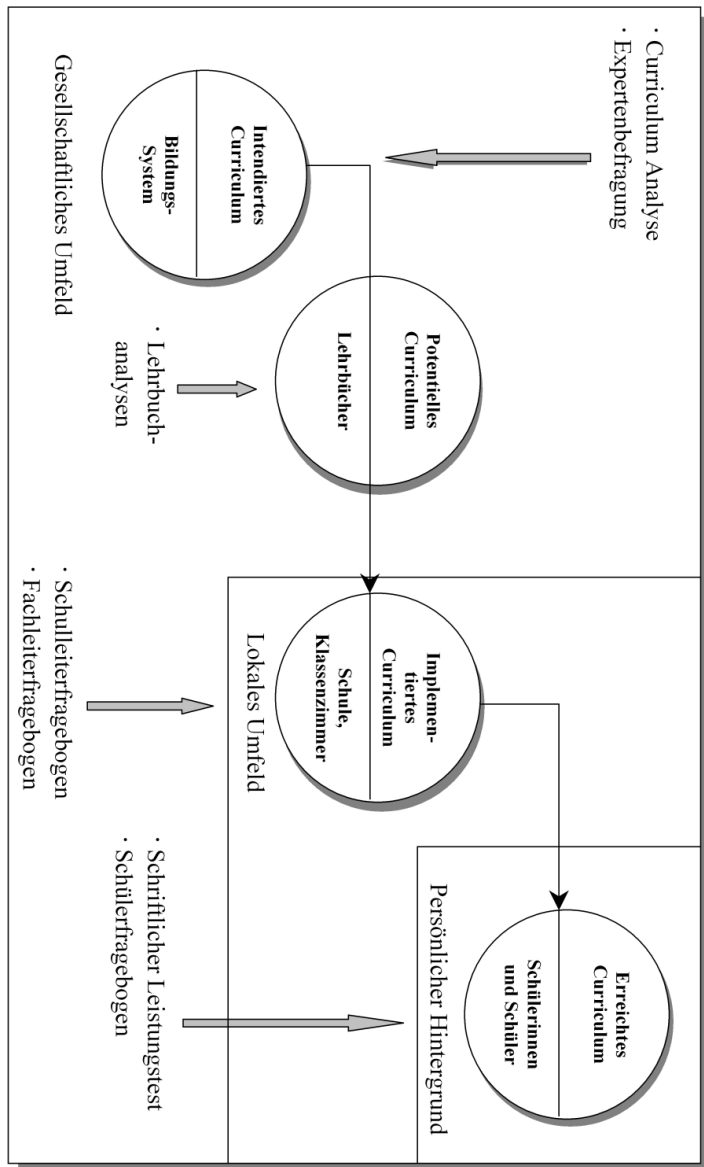 · Curriculum Analyse
· Expertenbefragung
Intendiertes
Curriculum
Bildungs-
System
Gesellschaftliches Umfeld
Potentielles
Curriculum
Lehrbücher
· Lehrbuch-
analysen
Implemen-
tiertes
Curriculum
Schule,
Klassenzimmer
Lokales Umfeld
· Schulleiterfragebogen
· Fachleiterfragebogen
Erreichtes
Curriculum
Schülerinnen
und Schüler
Persönlicher Hintergrund
· Schriftlicher Leistungstest
· Schülerfragebogen